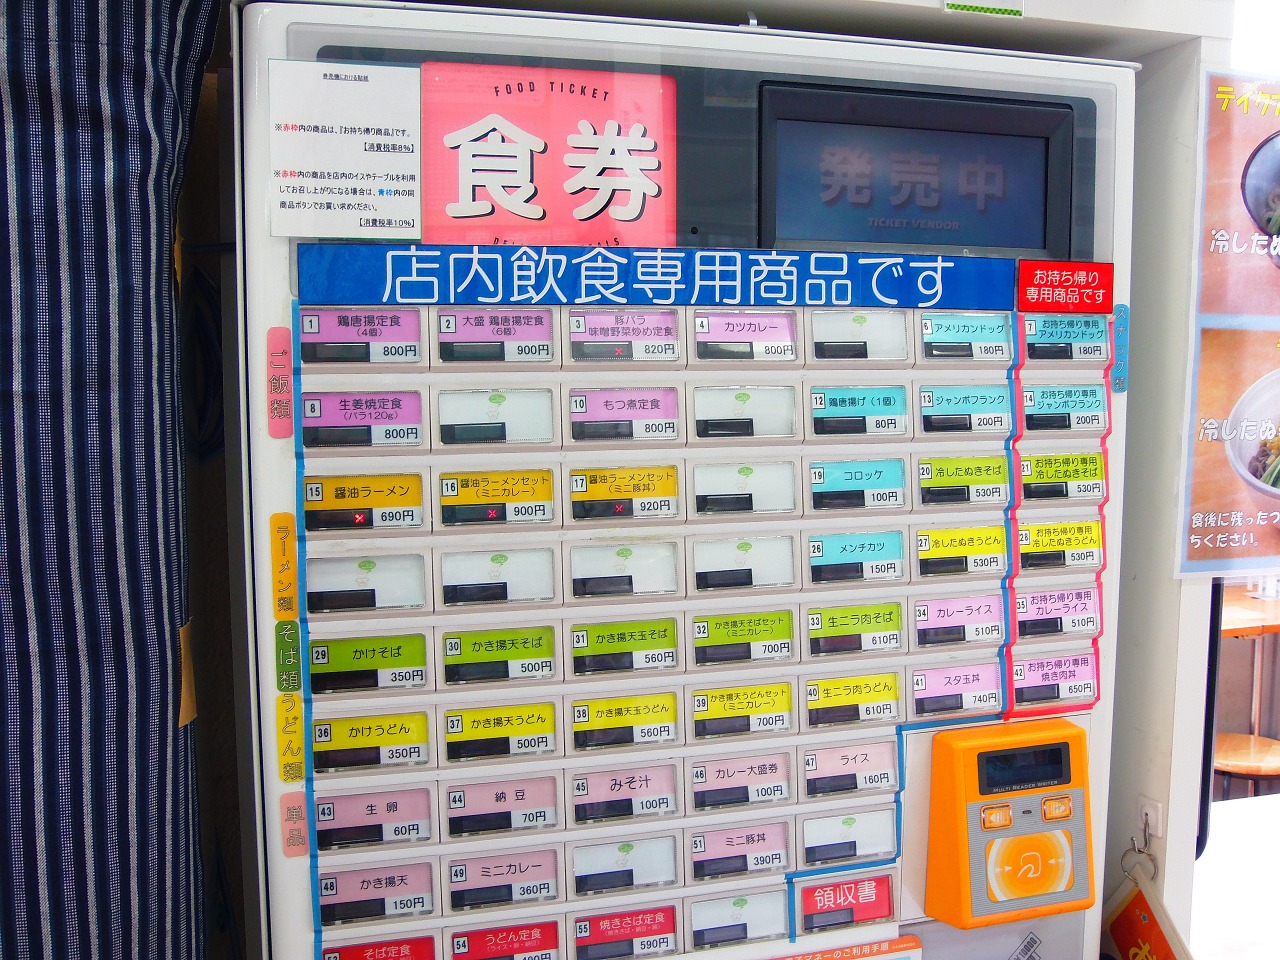 券売機における貼紙
※赤枠内の商品は、『お持ち帰り商品』です。
【消費税率8%】
※赤枠内の商品を店内のイスやテーブルを利用
してお召し上がりになる場合は、青枠内の同
商品ボタンでお買い求めください。
【消費税率10%】
FOOD TICKET
食券
発売中
TICKET VENDOR
店内飲食専用商品です
お持ち帰り
専用商品です
ご飯類
ラーメン類
そば類
うどん類
単品
スナック類
1 鶏唐揚定食
(4個)
800円
2 大盛 鶏唐揚定食
(6個)
900円
3 豚バラ
味噌野菜炒め定食
× 820円
4 カツカレー
800円
6 アメリカンドッグ
180円
7 お持ち帰り専用
アメリカンドッグ
180円
8 生姜焼定食
(バラ120g)
800円
10 もつ煮定食
800円
12 鶏唐揚げ(1個)
80円
13 ジャンボフランク
200円
14 お持ち帰り専用
ジャンボフランク
200円
15 醤油ラーメン
× 690円
16 醤油ラーメンセット
(ミニカレー)
× 900円
17 醤油ラーメンセット
(ミニ豚丼)
× 920円
19 コロッケ
100円
20 冷したぬきそば
530円
21 お持ち帰り専用
冷したぬきそば
530円
26 メンチカツ
150円
27 冷したぬきうどん
530円
28 お持ち帰り専用
冷したぬきうどん
530円
29 かけそば
350円
30 かき揚天そば
500円
31 かき揚天玉そば
560円
32 かき揚天そばセット
(ミニカレー)
700円
33 生ニラ肉そば
610円
34 カレーライス
510円
35 お持ち帰り専用
カレーライス
510円
36 かけうどん
350円
37 かき揚天うどん
500円
38 かき揚天玉うどん
560円
39 かき揚天うどんセット
(ミニカレー)
700円
40 生ニラ肉うどん
610円
41 スタ玉丼
740円
42 お持ち帰り専用
焼き肉丼
650円
43 生卵
60円
44 納豆
70円
45 みそ汁
100円
46 カレー大盛券
100円
47 ライス
160円
48 かき揚天
150円
49 ミニカレー
360円
51 ミニ豚丼
390円
領収書
そば定食
54 うどん定食
55 焼きさば定食
590円
MULTI READER WRITER
マネーのご利用手順
テイク
冷したぬ
冷したぬ
食後に残ったつ
ちください。